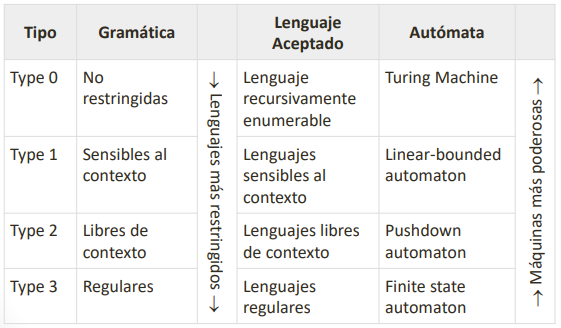 Tipo
Gramática
Lenguaje
Aceptado
Autómata
Type 0
No
restringidas
Lenguaje
recursivamente
enumerable
Turing Machine
Type 1
Sensibles al
contexto
Lenguajes
sensibles al
contexto
Linear-bounded
automaton
Type 2
Libres de
contexto
Lenguajes libres
de contexto
Pushdown
automaton
Type 3
Regulares
Lenguajes
regulares
Finite state
automaton
← Lenguajes más restringidos →
→ Máquinas más poderosas →